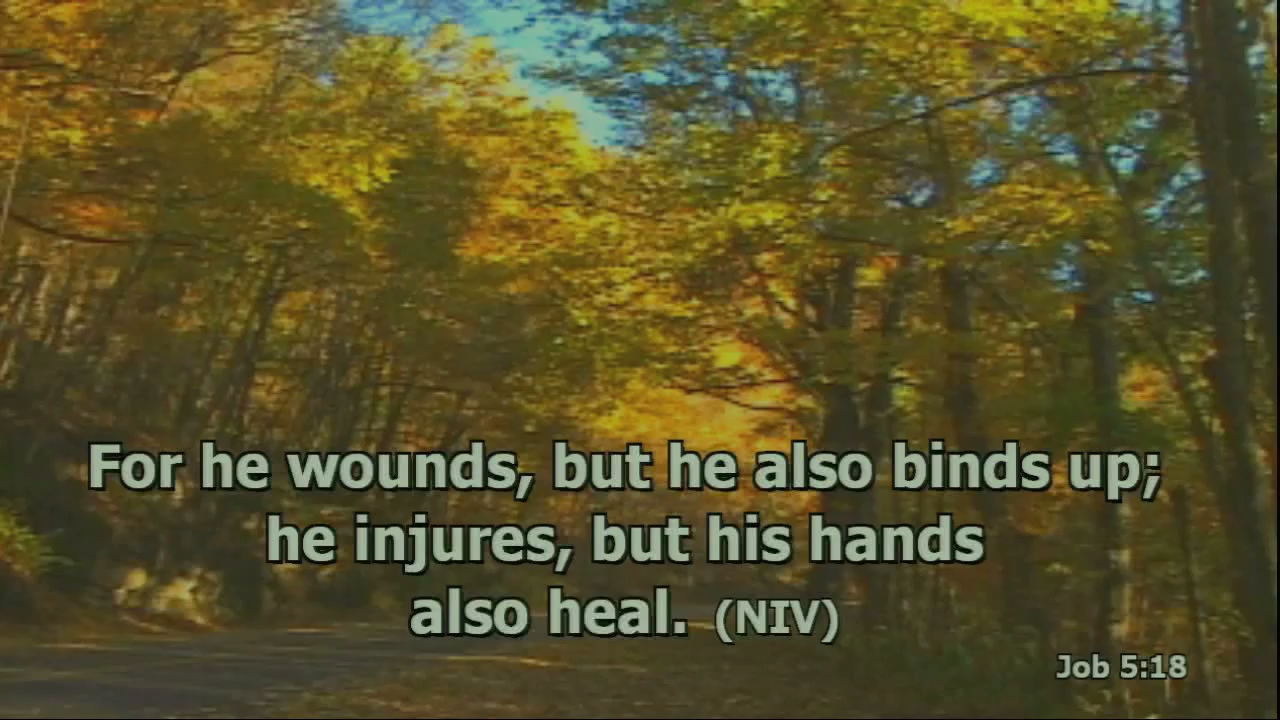 For he wounds, but he also binds up;
he injures, but his hands
also heal. (NIV)
Job 5:18